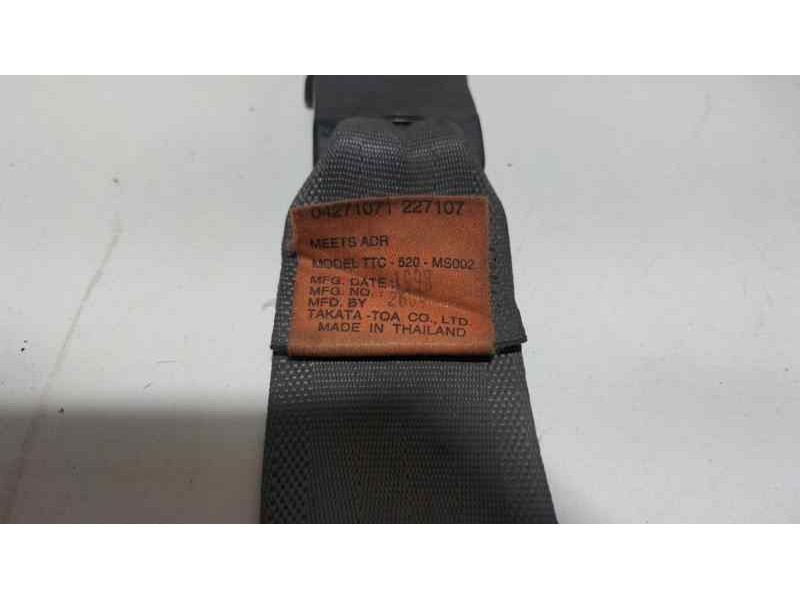 04271071 227107
MEETS ADR
MODEL TTC - 520 - MS002
MFG. DATE:
MFG. NO. :
MFD. BY
TAKATA - TOA CO., LTD.
MADE IN THAILAND